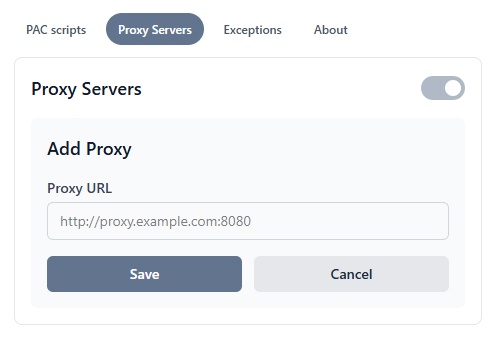 PAC scripts Proxy Servers Exceptions About
Proxy Servers
Add Proxy
Proxy URL
http://proxy.example.com:8080
Save Cancel